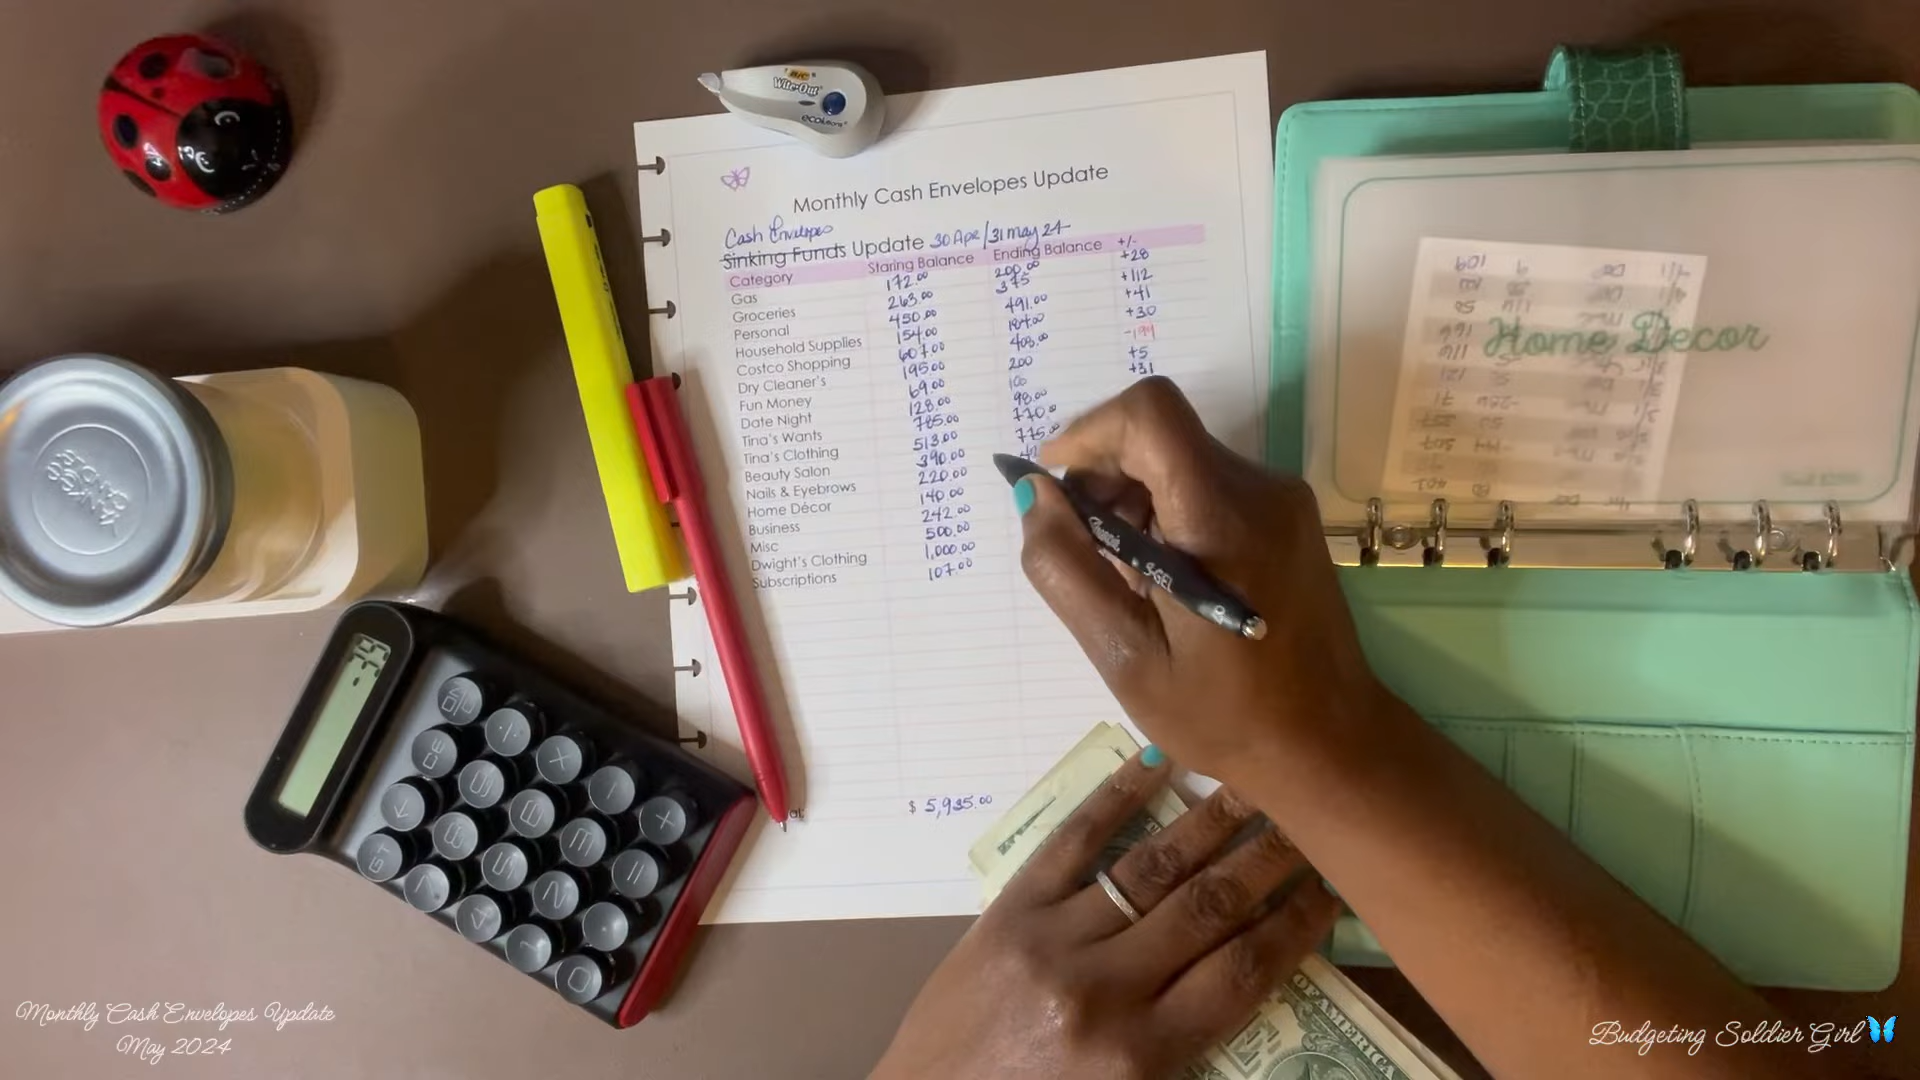 BIC
Wite-Out
ecolutions
Monthly Cash Envelopes Update
Cash Envelopes
Sinking Funds Update 30 Apr/31 May 24
Category Staring Balance Ending Balance +/-
Gas 172.00 200.00 +28
Groceries 263.00 375 +112
Personal 450.00 491.00 +41
Household Supplies 154.00 184.00 +30
Costco Shopping 607.00 408.00 -199
Dry Cleaner's 195.00 200 +5
Fun Money 69.00 100 +31
Date Night 128.00 98.00
Tina's Wants 785.00 770.00
Tina's Clothing 513.00 775.00
Beauty Salon 390.00
Nails & Eyebrows 220.00
Home Décor 140.00
Business 242.00
Misc 500.00
Dwight's Clothing 1,000.00
Subscriptions 107.00
$ 5,935.00
Home Decor
S·GEL
OF AMERICA
Monthly Cash Envelopes Update
May 2024
Budgeting Soldier Girl